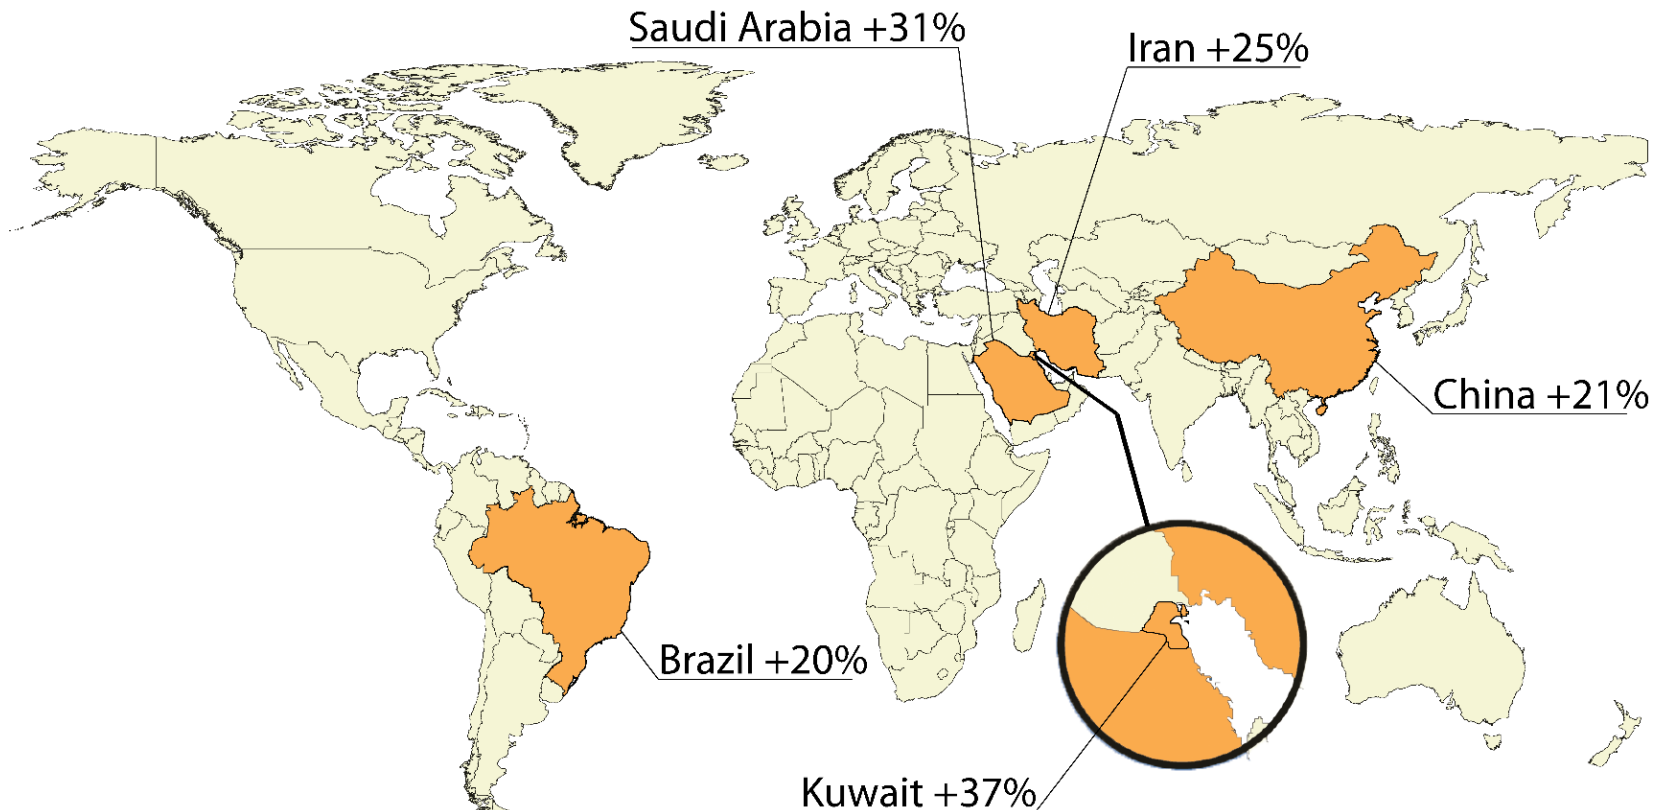 Saudi Arabia +31%
Iran +25%
China +21%
Brazil +20%
Kuwait +37%